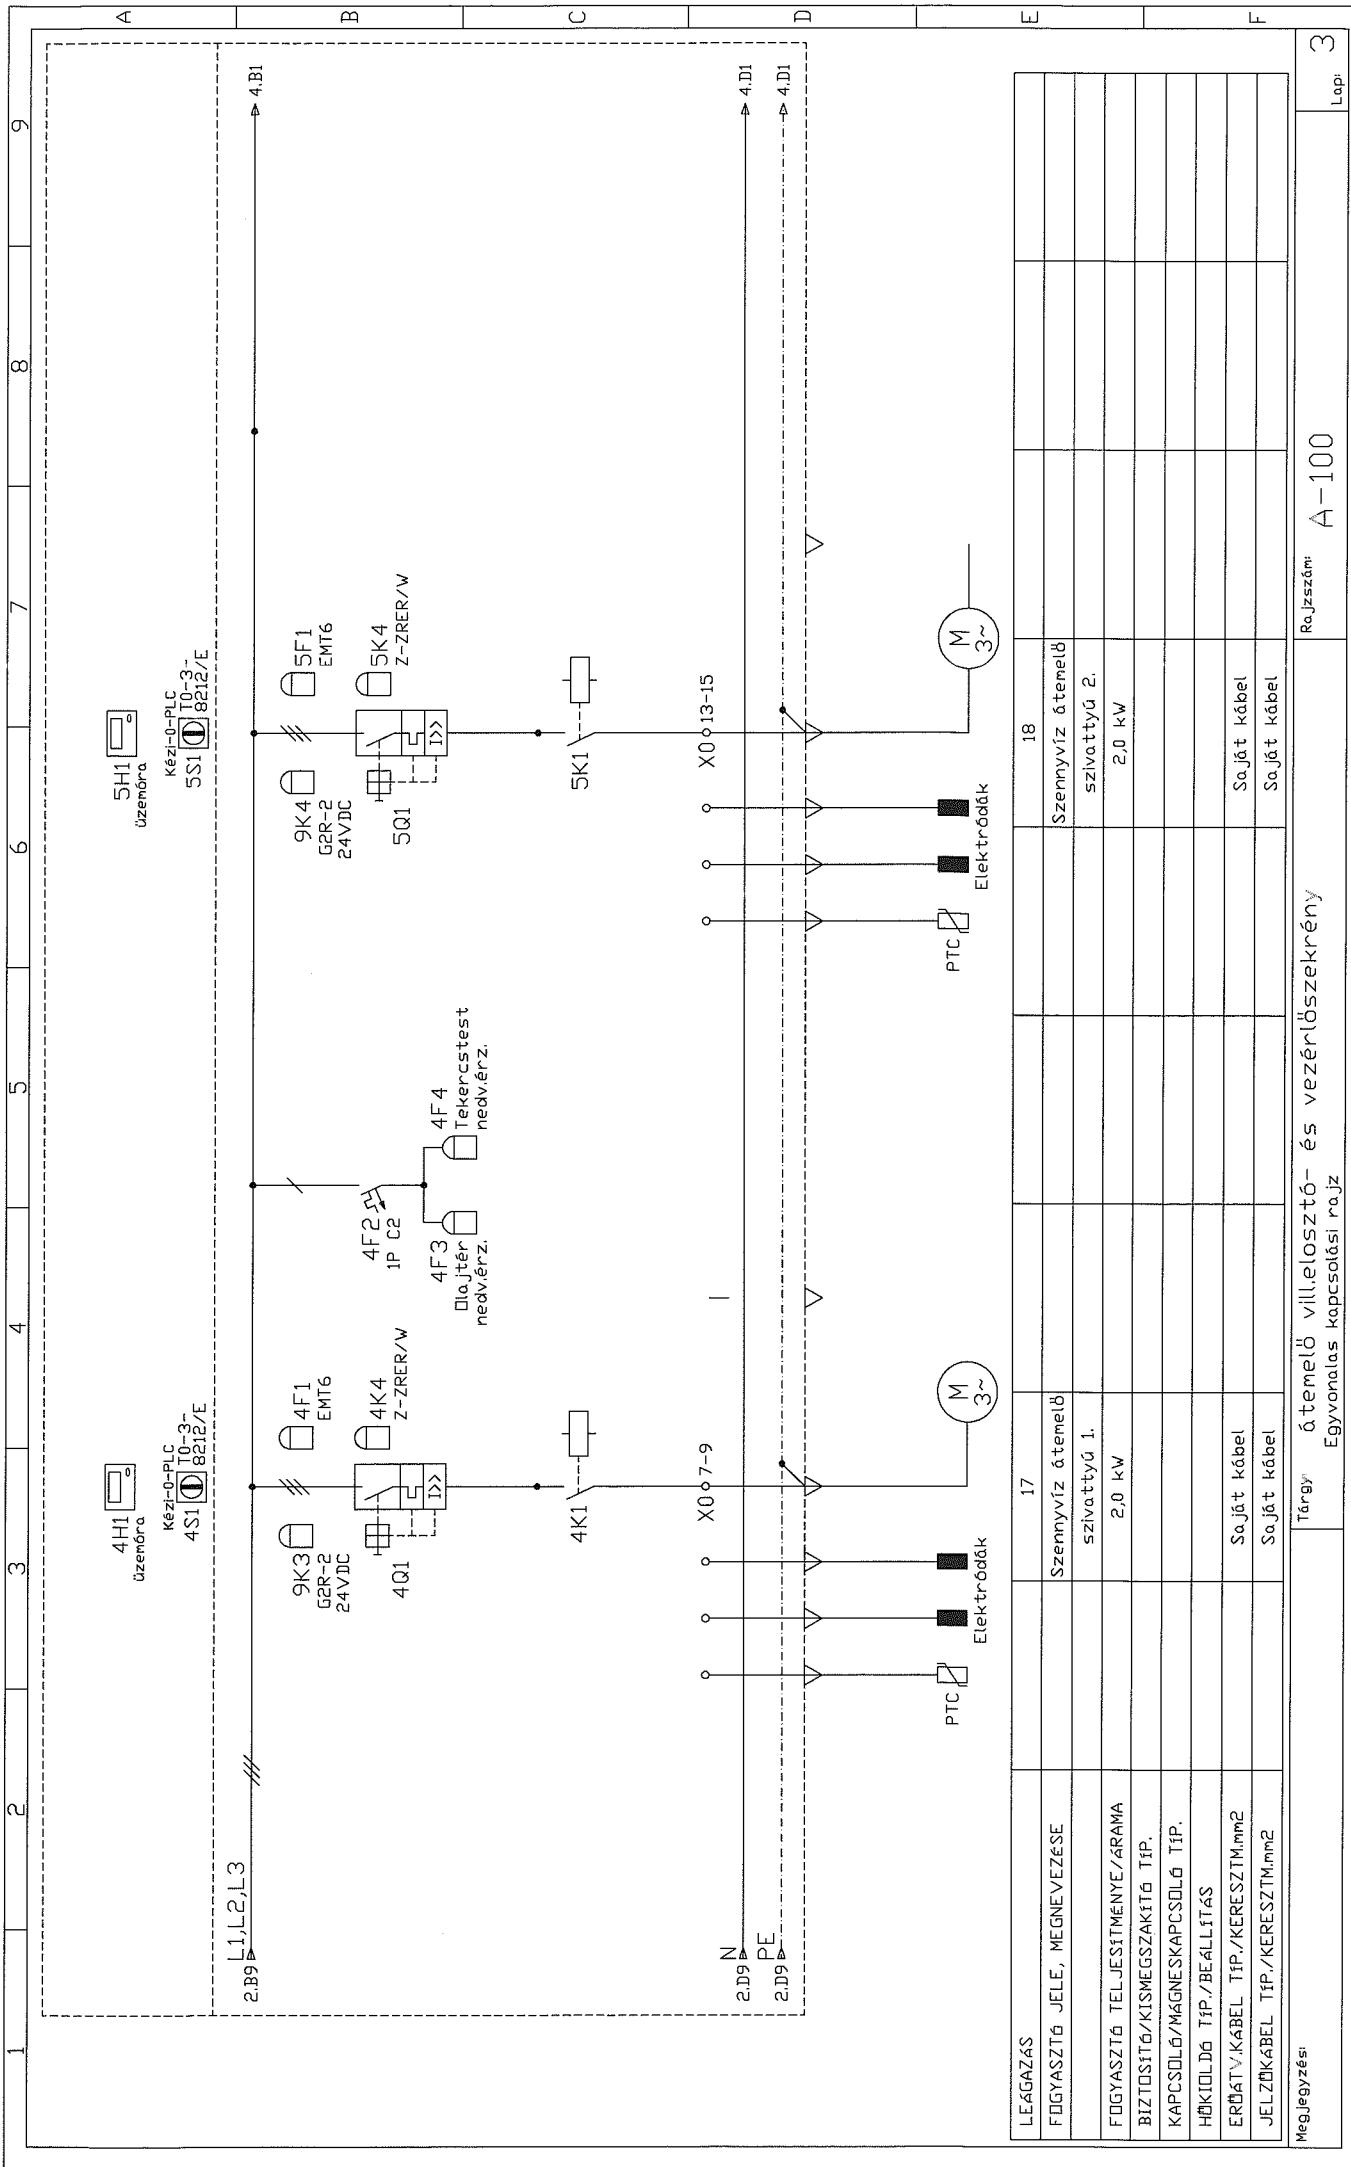 1 2 3 4 5 6 7 8 9
A
B
C
D
E
F
4H1
üzemóra
Kézi-0-PLC
4S1
T0-3-
8212/E
5H1
üzemóra
Kézi-0-PLC
5S1
T0-3-
8212/E
L1,L2,L3
2.B9
4.B1
9K3
G2R-2
24VDC
4F1
EMT6
4K4
Z-ZRER/W
4Q1
I>>
4F2
1P C2
4F3
Olajtér
nedv.érz.
4F4
Tekercstest
nedv.érz.
9K4
G2R-2
24VDC
5F1
EMT6
5K4
Z-ZRER/W
5Q1
I>>
4K1
5K1
X0 7-9
X0 13-15
N
2.D9
4.D1
PE
2.D9
4.D1
PTC
Elektródák
M
3~
PTC
Elektródák
M
3~
LEÁGAZÁS 17 18
FOGYASZTÓ JELE, MEGNEVEZÉSE Szennyvíz átemelő Szennyvíz átemelő
szivattyú 1. szivattyú 2.
FOGYASZTÓ TELJESÍTMÉNYE/ÁRAMA 2,0 kW 2,0 kW
BIZTOSÍTÓ/KISMEGSZAKÍTÓ TÍP.
KAPCSOLÓ/MÁGNESKAPCSOLÓ TÍP.
HŐKIOLDÓ TÍP./BEÁLLÍTÁS
ERŐÁTV.KÁBEL TÍP./KERESZTM.mm2 Saját kábel Saját kábel
JELZŐKÁBEL TÍP./KERESZTM.mm2 Saját kábel Saját kábel
Megjegyzés:
Tárgy: átemelő vill.elosztó- és vezérlőszekrény
Egyvonalas kapcsolási rajz
Rajzszám: A-100
Lap: 3